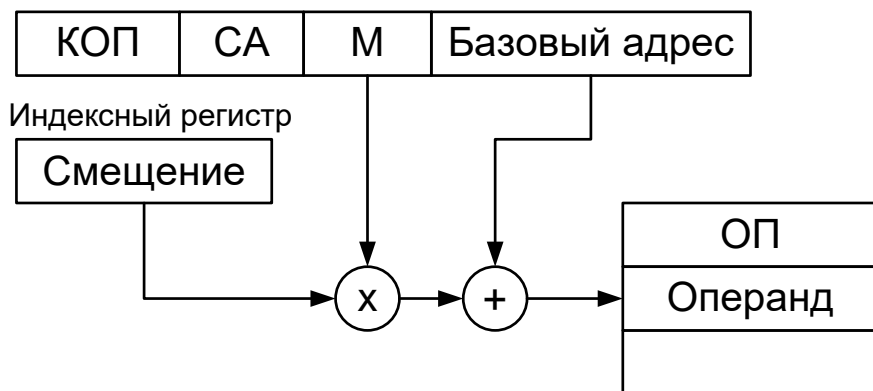 КОП СА М Базовый адрес
Индексный регистр
Смещение
ОП
х + Операнд